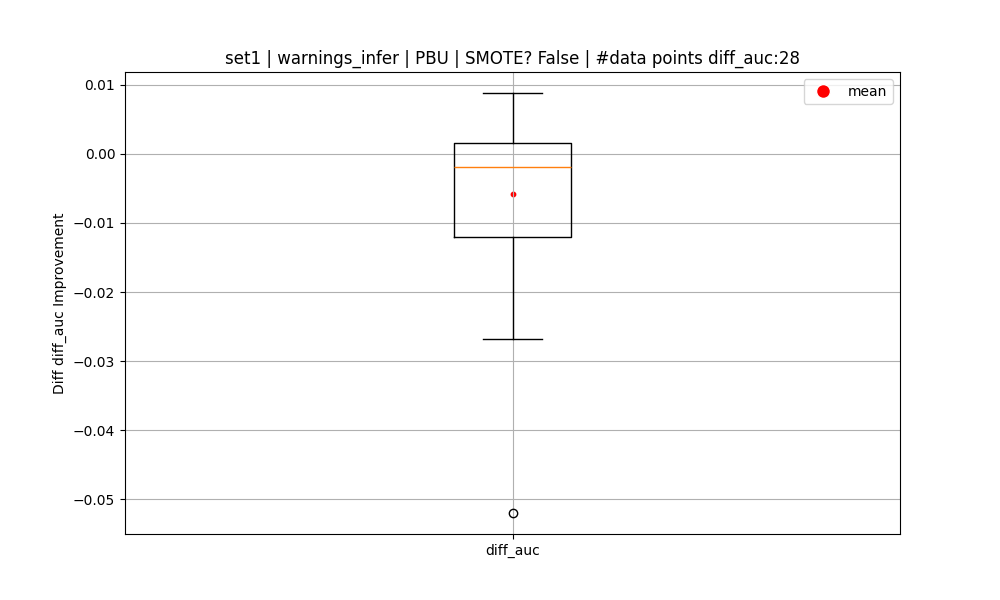 set1 | warnings_infer | PBU | SMOTE? False | #data points diff_auc:28
mean
0.01
0.00
−0.01
−0.02
−0.03
−0.04
−0.05
Diff diff_auc Improvement
diff_auc